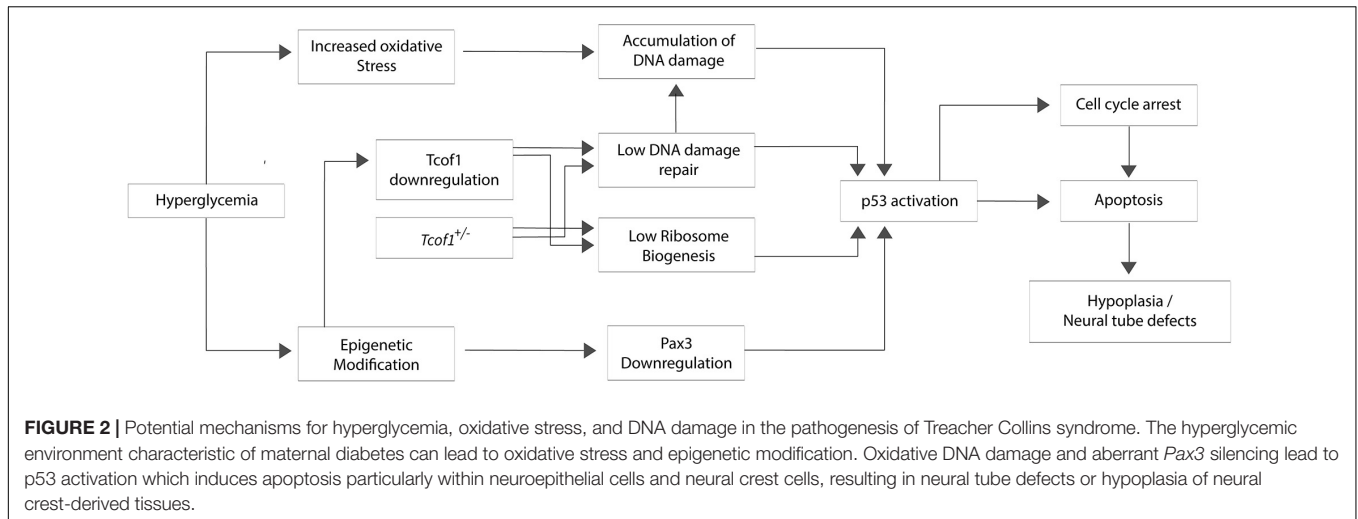 Increased oxidative
Stress
Accumulation of
DNA damage
Cell cycle arrest
Tcof1
downregulation
Low DNA damage
repair
Hyperglycemia
p53 activation
Apoptosis
Tcof1+/-
Low Ribosome
Biogenesis
Hypoplasia /
Neural tube defects
Epigenetic
Modification
Pax3
Downregulation
FIGURE 2 | Potential mechanisms for hyperglycemia, oxidative stress, and DNA damage in the pathogenesis of Treacher Collins syndrome. The hyperglycemic
environment characteristic of maternal diabetes can lead to oxidative stress and epigenetic modification. Oxidative DNA damage and aberrant Pax3 silencing lead to
p53 activation which induces apoptosis particularly within neuroepithelial cells and neural crest cells, resulting in neural tube defects or hypoplasia of neural
crest-derived tissues.